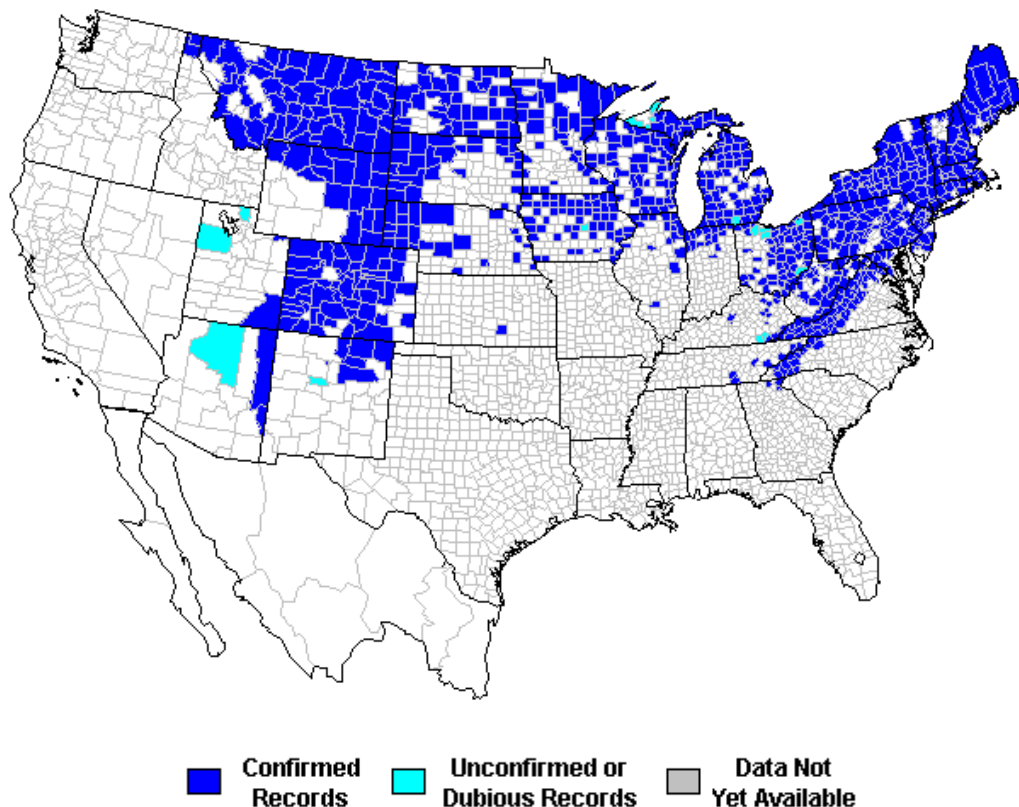 Confirmed
Records
Unconfirmed or
Dubious Records
Data Not
Yet Available